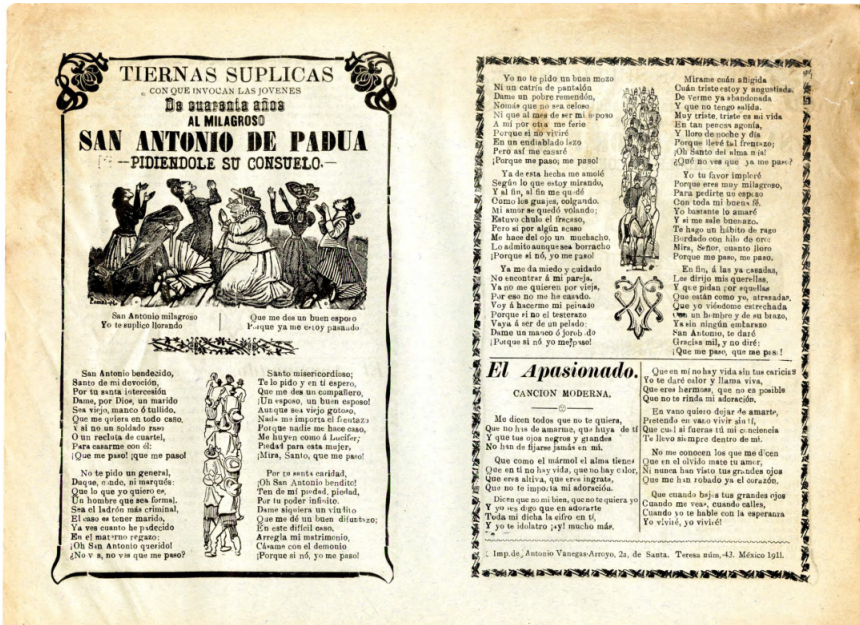 TIERNAS SUPLICAS
CON QUE INVOCAN LAS JOVENES
De cuarenta años
AL MILAGROSO
SAN ANTONIO DE PADUA
—PIDIENDOLE SU CONSUELO.—
San Antonio milagroso
Yo te suplico llorando
Que me des un buen esposo
Porque ya me estoy pasando
San Antonio bendecido,
Santo de mi devoción,
Por tu santa intercesión
Dame, por Dios, un marido
Sea viejo, manco ó tullido.
Que me quiera en todo caso.
Y si no un soldado raso
O un recluta de cuartel,
Para casarme con él:
¡Que me paso! ¡que me paso!
No te pido un general,
Duque, conde, ni marqués:
Que lo que yo quiero es,
Un hombre que sea formal.
Sea el ladrón más criminal,
El caso es tener marido,
Ya ves cuanto he padecido
En el materno regazo:
¡Oh San Antonio querido!
¿No ves, no ves que me paso?
Santo misericordioso;
Te lo pido y en tí espero,
Que me des un compañero,
¡Un esposo, un buen esposo!
Aunque sea viejo gotoso,
Nada me importa el frentazo
Porque nadie me hace caso,
Me huyen como á Lucifer;
Piedad para esta mujer,
¡Mira, Santo, que me paso!
Por tu santa caridad,
¡Oh San Antonio bendito!
Ten de mi piedad, piedad,
Por tu poder infinito.
Dame siquiera un viudito
Que me dé un buen difuntazo;
En este difícil caso,
Arregla mi matrimonio,
Cásame con el demonio
¡Porque si nó, yo me paso!
Yo no te pido un buen mozo
Ni un catrín de pantalón
Dame un pobre remendón,
Nomás que no sea celoso
Ni que al mes de ser mi esposo
A mí por otra me ferie
Porque si no viviré
En un endiablado lazo
Pero así me casaré
¡Porque me paso; me paso!
Ya de esta hecha me amolé
Según lo que estoy mirando,
Y al fin, al fin me quedé
Como los guajes, colgando.
Mi amor se quedó volando;
Estuvo chulo el fracaso,
Pero si por algún acaso
Me hace del ojo un muchacho,
Lo admito aunque sea borracho
¡Porque si nó, yo me paso!
Ya me da miedo y cuidado
No encontrar á mi pareja,
Ya no me quieren por vieja,
Por eso no me he casado.
Voy á hacerme mi peinado
Porque si no el testerazo
Vaya á ser de un pelado:
Dame un manco ó jorobado
¡Porque si nó yo me paso!
Mírame cuán afligida
Cuán triste estoy y angustiada.
De verme ya abandonada
Y que no tengo salida.
Muy triste, triste es mi vida
En tan penosa agonía,
Y lloro de noche y día
Porque llevé tal frentazo;
¡Oh Santo del alma mía!
¿Qué no ves que ya me paso?
Yo tu favor imploré
Porque eres muy milagroso,
Para pedirte un esposo
Con toda mi buena fé.
Yo bastante lo amaré
Y si me sale buenazo.
Te hago un hábito de raso
Bordado con hilo de oro:
Mira, Señor, cuanto lloro
Porque me paso, me paso.
En fin, á las ya casadas,
Les dirijo mis querellas,
Y que pidan por aquellas
Que están como yo, atrasadas.
Que yo viéndome estrechada
Con un hombre y de su brazo,
Ya sin ningún embarazo
San Antonio, te daré
Gracias mil, y no diré:
¡Que me paso, que me paso!
El Apasionado.
CANCION MODERNA.
Me dicen todos que no te quiera,
Que no has de amarme, que huya de tí
Y que tus ojos negros y grandes
No han de fijarse jamás en mí.
Que como el mármol el alma tienes
Que en tí no hay vida, que no hay calor,
Que eres altiva, que eres ingrata,
Que no te importa mi adoración.
Dicen que no mi bien, que no te quiera yo
Y yo les digo que en adorarte
Toda mi dicha la cifro en tí,
Y yo te idolatro ¡ay! mucho más.
Que en mí no hay vida sin tus caricias
Yo te daré calor y llama viva,
Que eres hermosa, que no es posible
Que no te rinda mi adoración.
En vano quiero dejar de amarte,
Pretendo en vano vivir sin tí,
Que cual si fueras tú mi conciencia
Te llevo siempre dentro de mí.
No me conocen los que me dicen
Que en el olvido mate tu amor,
Ni nunca han visto tus grandes ojos
Que me han robado ya el corazón.
Que cuando bajes tus grandes ojos
Cuando me veas, cuando calles,
Cuando yo te hable con la esperanza
Yo viviré, yo viviré!
Imp. de Antonio Vanegas Arroyo, 2a. de Santa. Teresa núm. 43. México 1911.